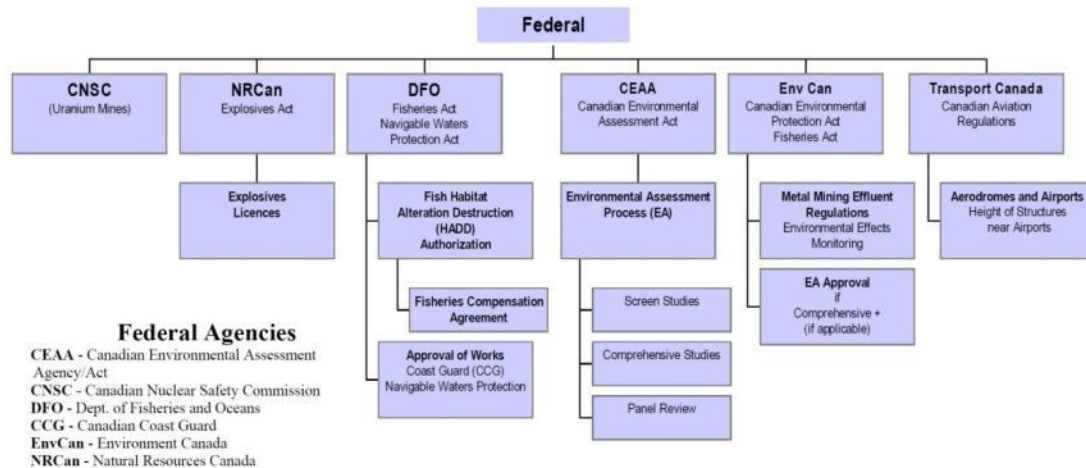 Federal
CNSC
(Uranium Mines)
NRCan
Explosives Act
DFO
Fisheries Act
Navigable Waters
Protection Act
CEAA
Canadian Environmental
Assessment Act
Env Can
Canadian Environmental
Protection Act
Fisheries Act
Transport Canada
Canadian Aviation
Regulations
Explosives
Licences
Fish Habitat
Alteration Destruction
(HADD)
Authorization
Environmental Assessment
Process (EA)
Metal Mining Effluent
Regulations
Environmental Effects
Monitoring
Aerodromes and Airports
Height of Structures
near Airports
Fisheries Compensation
Agreement
Screen Studies
EA Approval
if
Comprehensive +
(if applicable)
Approval of Works
Coast Guard (CCG)
Navigable Waters Protection
Comprehensive Studies
Panel Review
Federal Agencies
CEAA - Canadian Environmental Assessment
Agency/Act
CNSC - Canadian Nuclear Safety Commission
DFO - Dept. of Fisheries and Oceans
CCG - Canadian Coast Guard
EnvCan - Environment Canada
NRCan - Natural Resources Canada